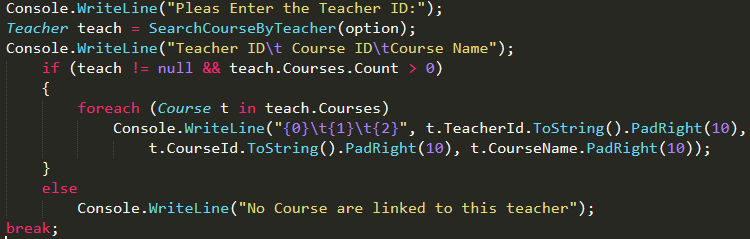 Console.WriteLine("Pleas Enter the Teacher ID:");
Teacher teach = SearchCourseByTeacher(option);
Console.WriteLine("Teacher ID\t Course ID\tCourse Name");
if (teach != null && teach.Courses.Count > 0)
{
foreach (Course t in teach.Courses)
Console.WriteLine("{0}\t{1}\t{2}", t.TeacherId.ToString().PadRight(10),
t.CourseId.ToString().PadRight(10), t.CourseName.PadRight(10));
}
else
Console.WriteLine("No Course are linked to this teacher");
break;